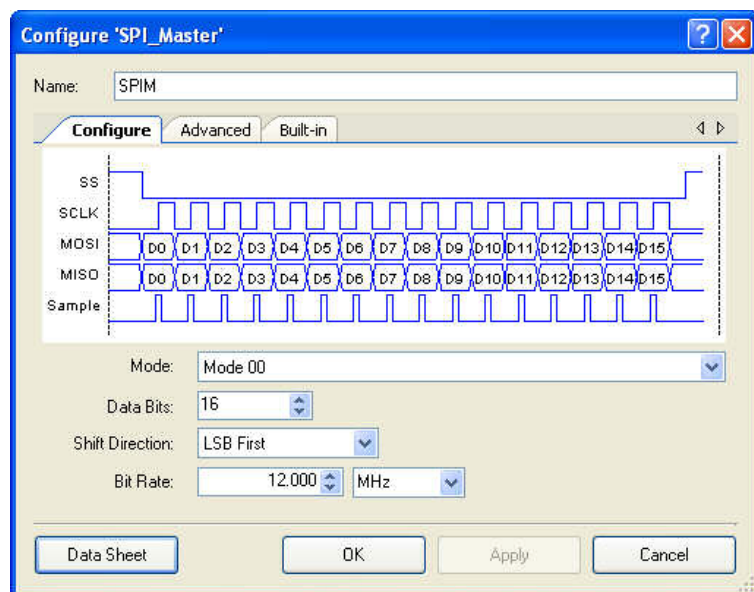 Configure 'SPI_Master'
Name: SPIM
Configure Advanced Built-in
SS
SCLK
MOSI D0 D1 D2 D3 D4 D5 D6 D7 D8 D9 D10 D11 D12 D13 D14 D15
MISO D0 D1 D2 D3 D4 D5 D6 D7 D8 D9 D10 D11 D12 D13 D14 D15
Sample
Mode: Mode 00
Data Bits: 16
Shift Direction: LSB First
Bit Rate: 12.000 MHz
Data Sheet OK Apply Cancel